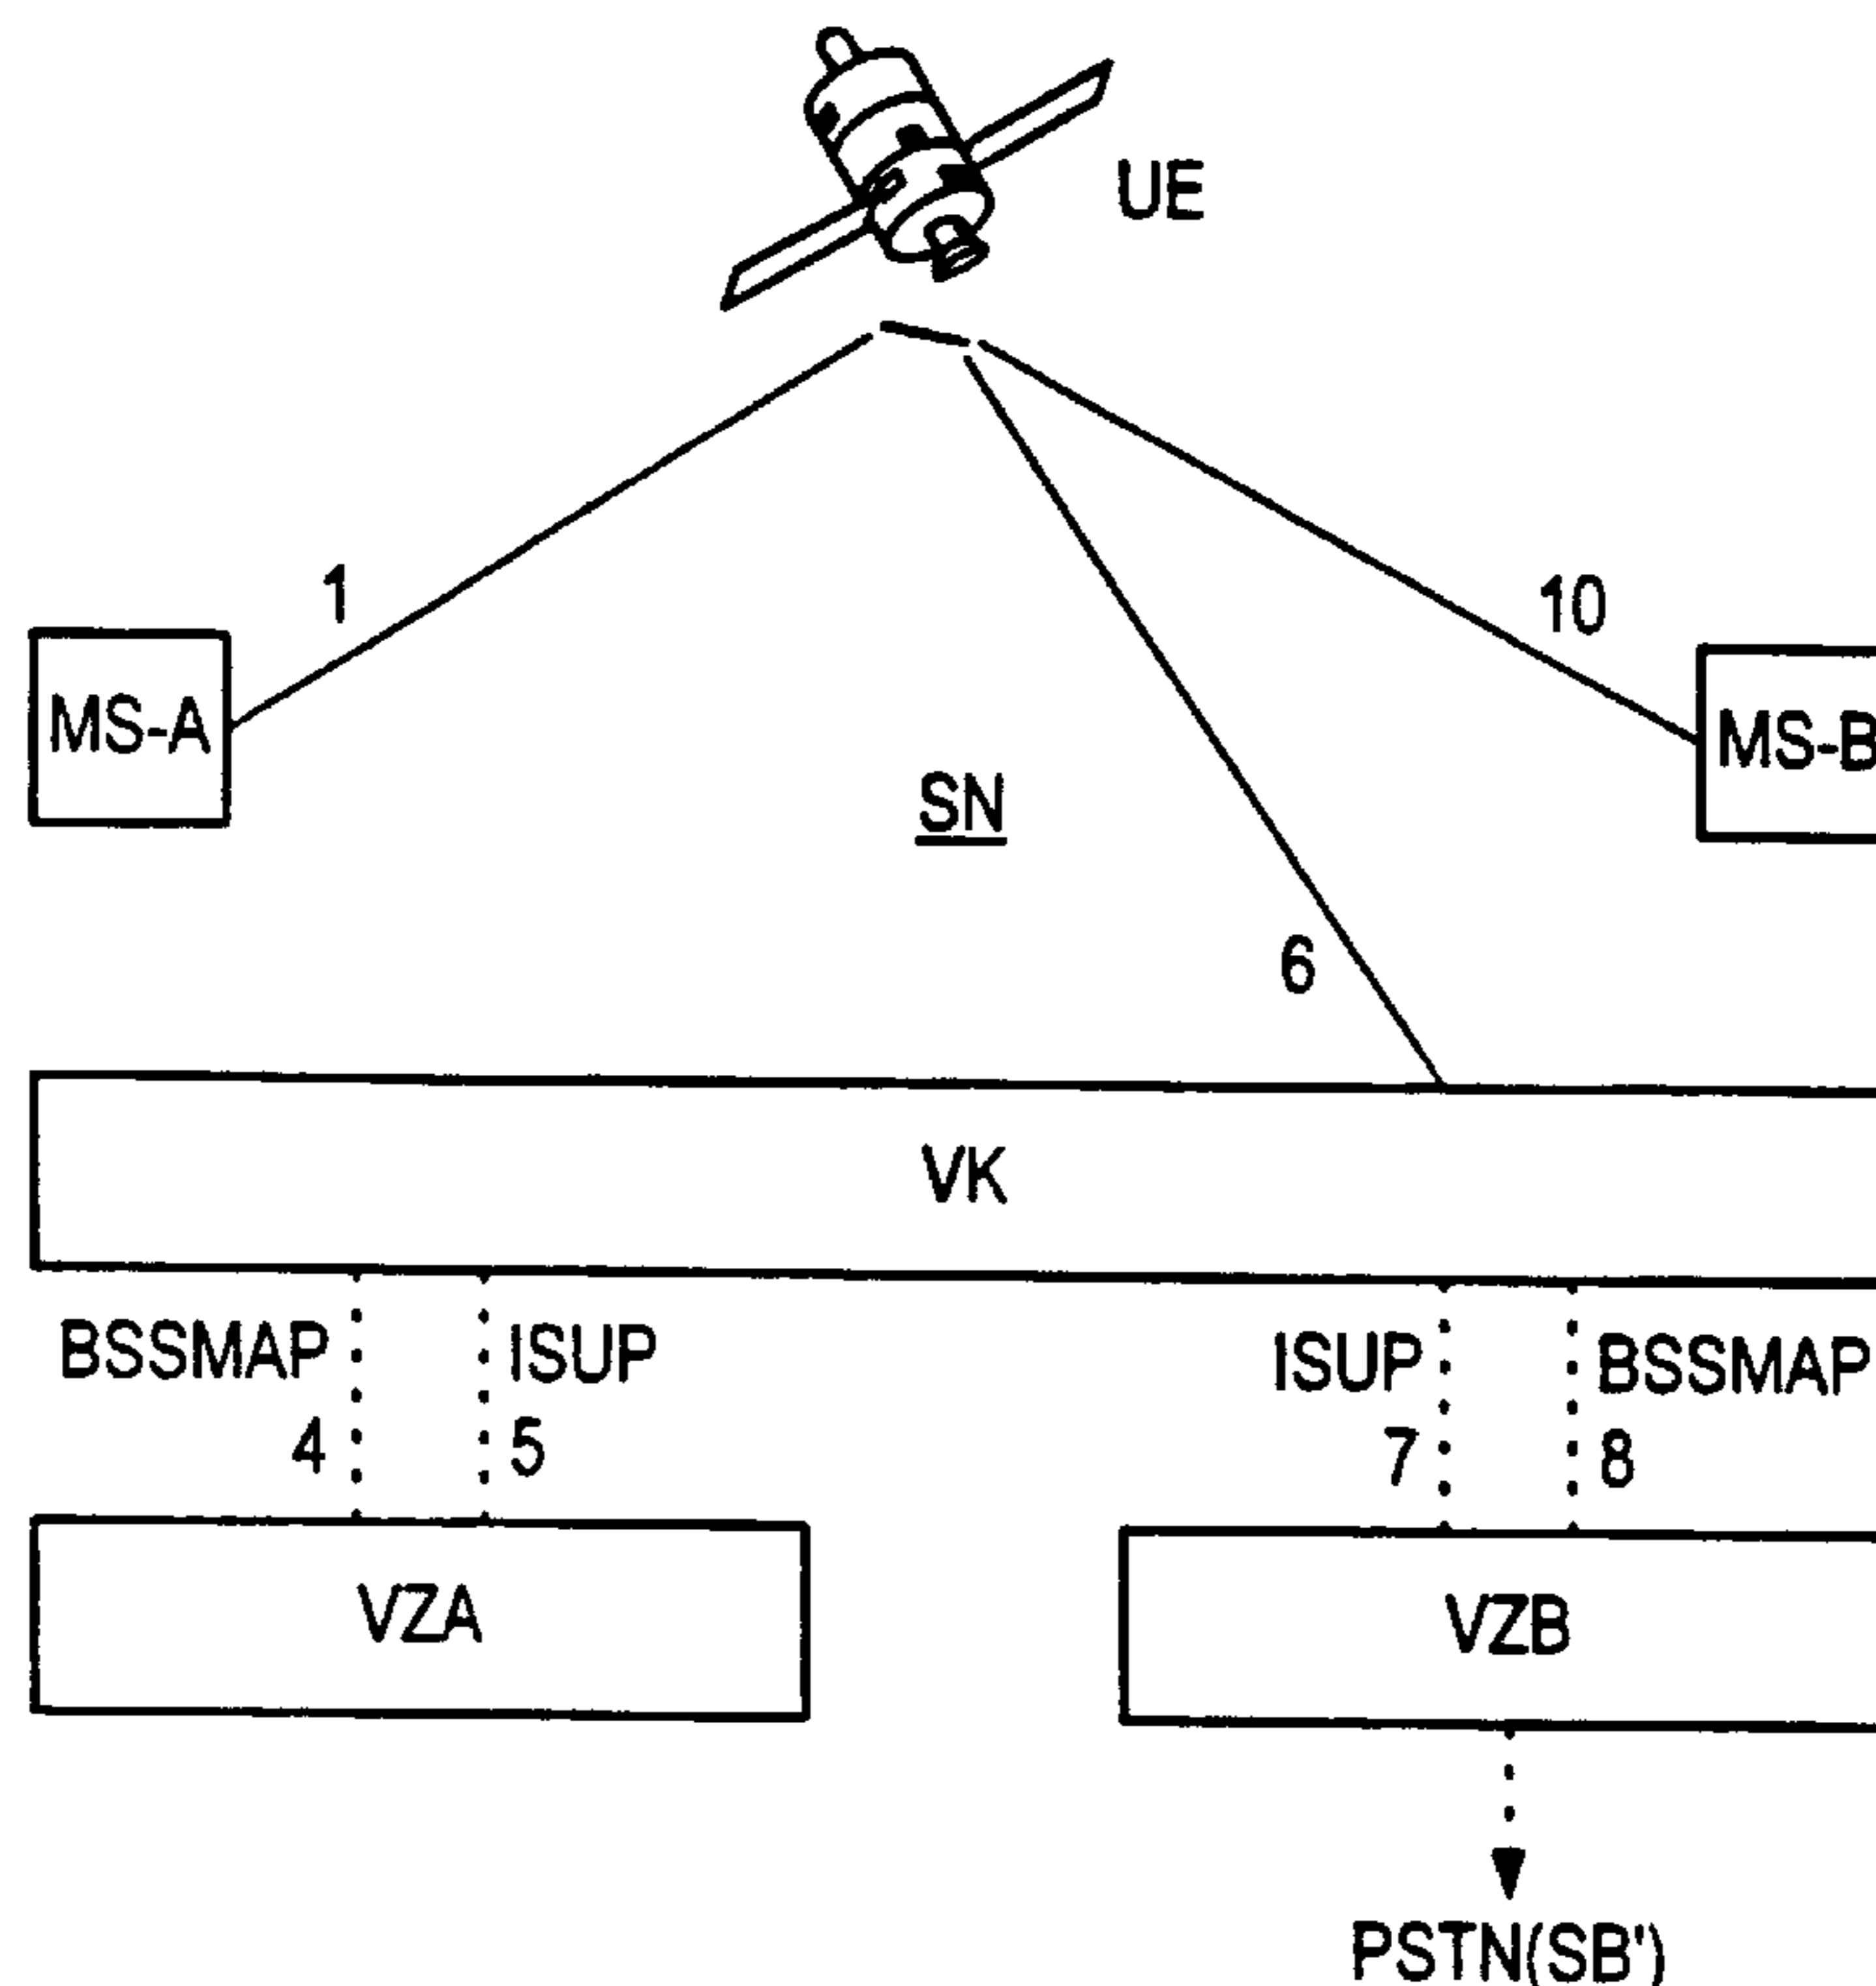 UE
1
10
MS-A
MS-B
SN
6
VK
BSSMAP
ISUP
ISUP
BSSMAP
4
5
7
8
VZA
VZB
PSTN(SB')